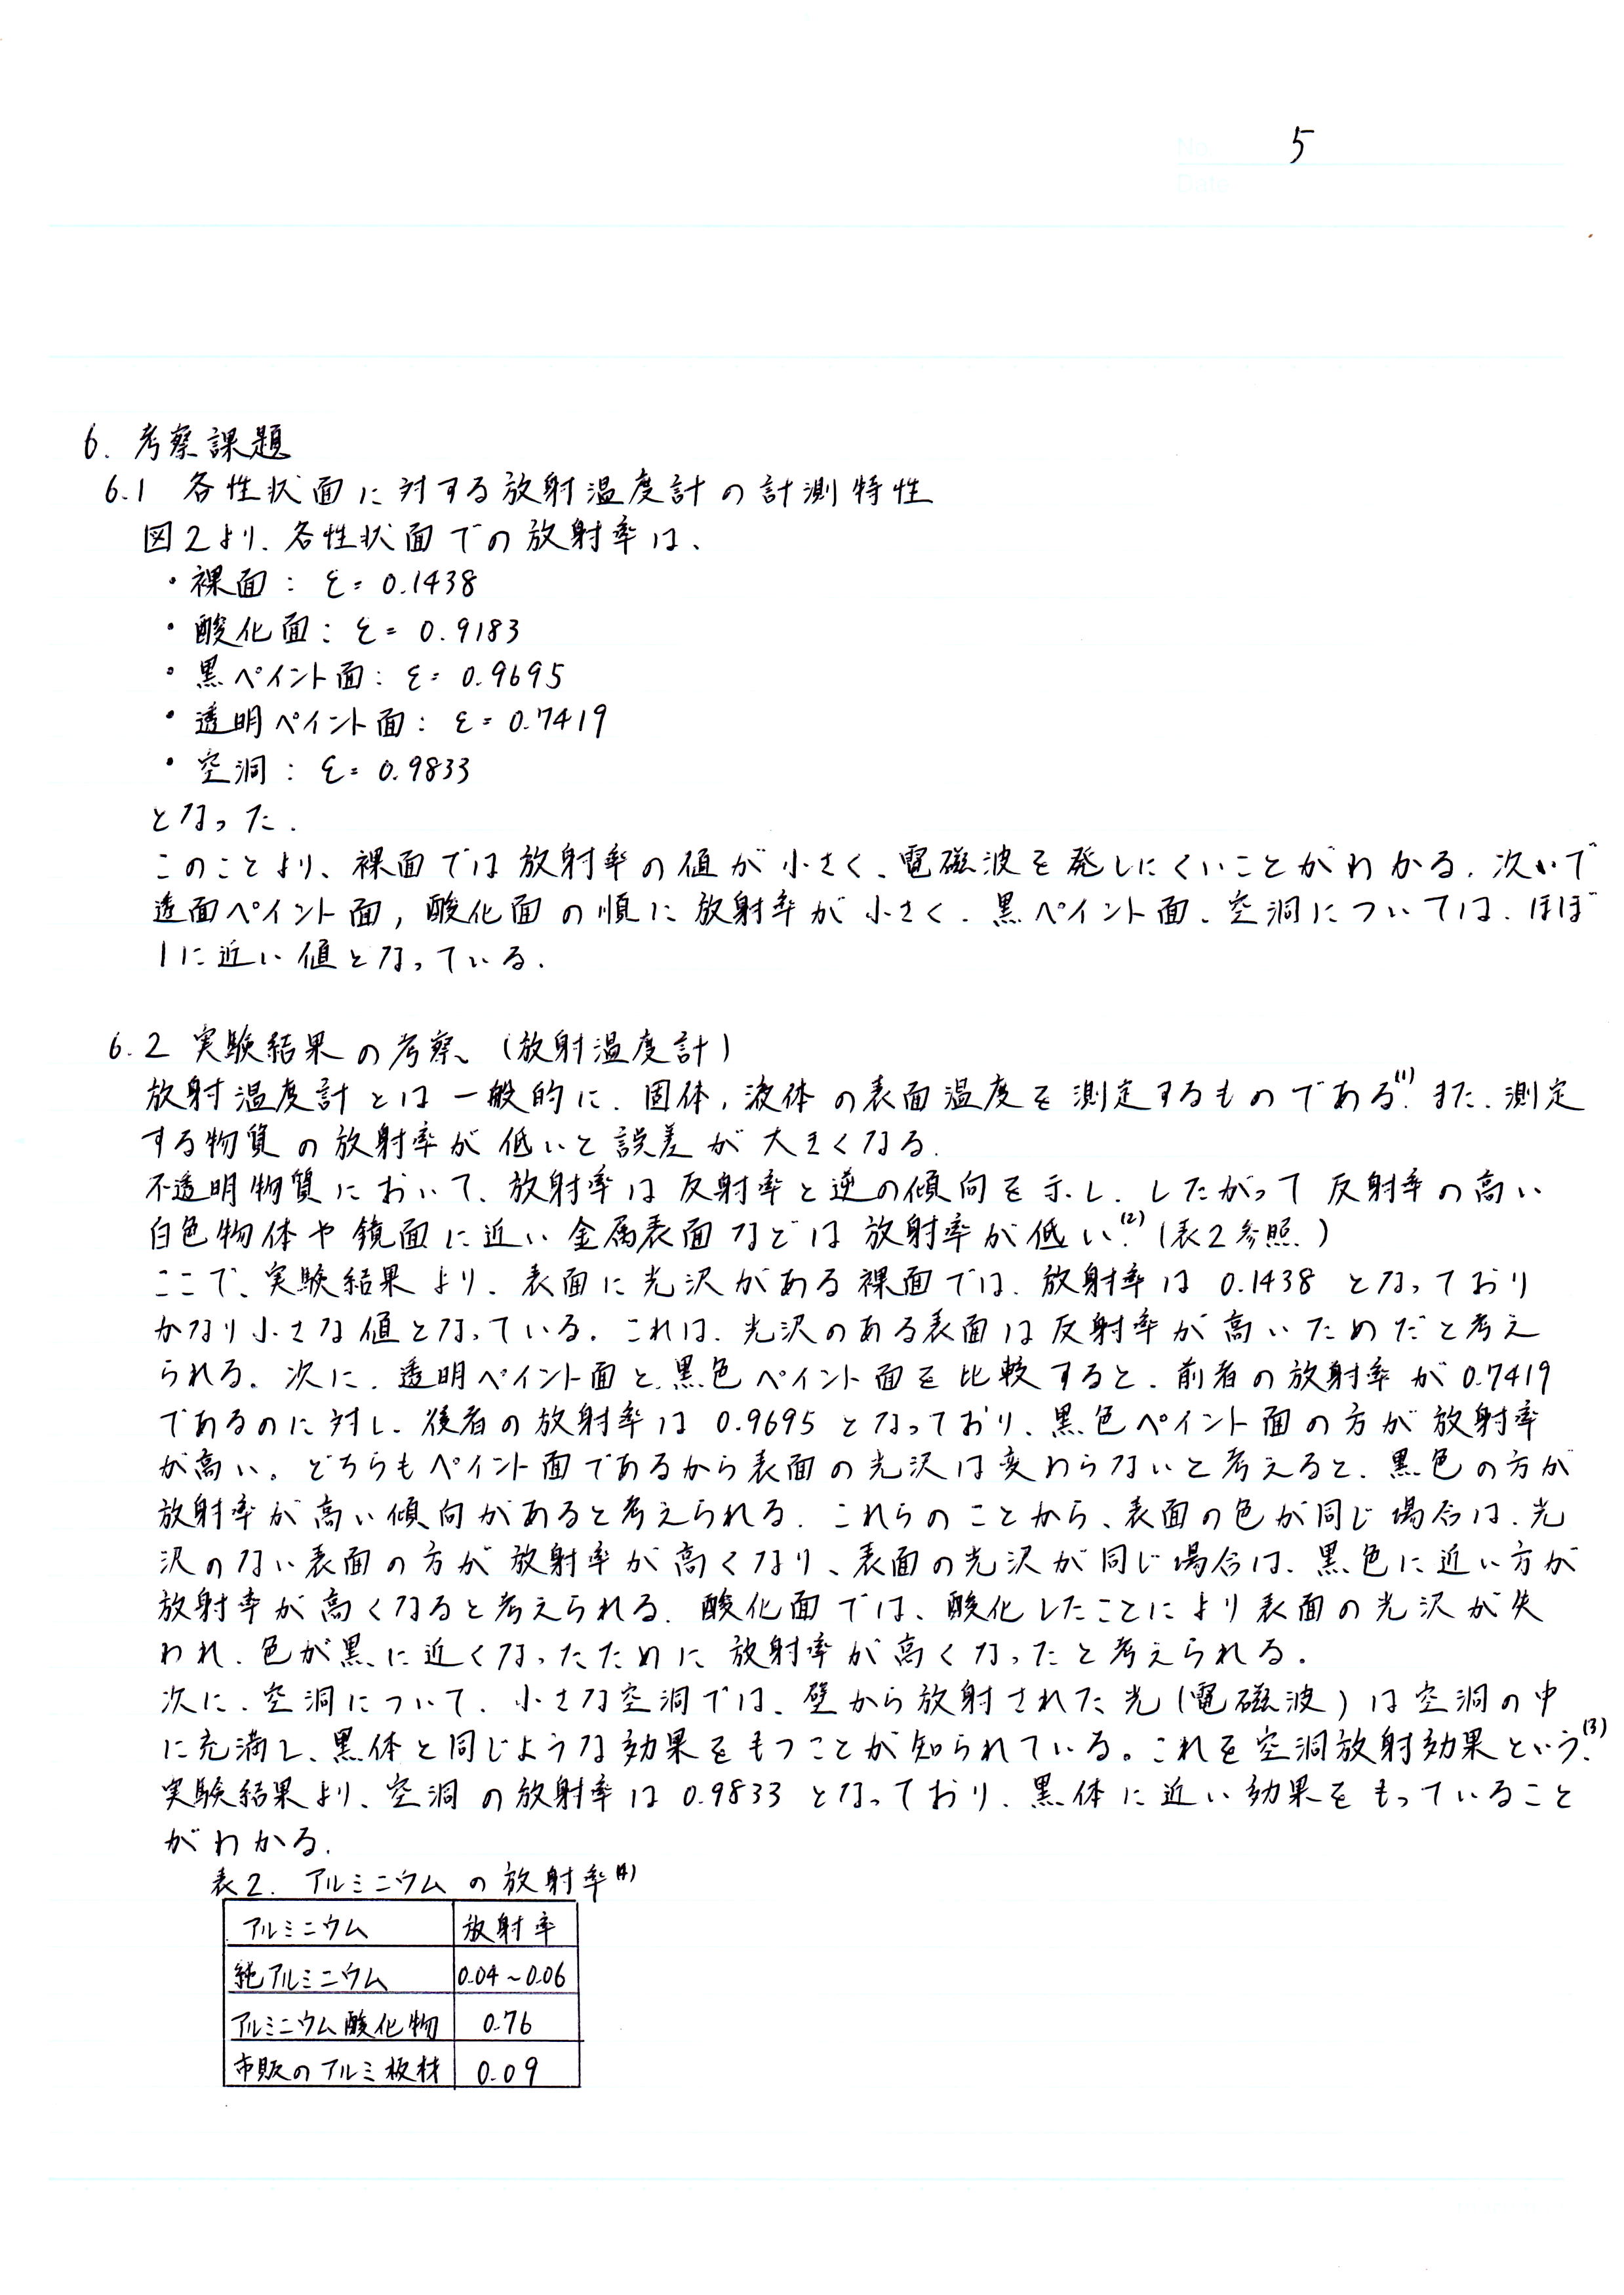 No. 5
Date
6. 考察課題
6.1 各性状面に対する放射温度計の計測特性
図2より、各性状面での放射率は、
・裸面: ε= 0.1438
・酸化面: ε= 0.9183
・黒ペイント面: ε= 0.9695
・透明ペイント面: ε= 0.7419
・空洞: ε= 0.9833
となった.
このことより、裸面では放射率の値が小さく、電磁波を発しにくいことがわかる. 次いで
透面ペイント面, 酸化面の順に放射率が小さく、黒ペイント面、空洞については、ほぼ
1に近い値となっている.
6.2 実験結果の考察 (放射温度計)
放射温度計とは一般的に、固体, 液体の表面温度を測定するものである.(1) また、測定
する物質の放射率が低いと誤差が大きくなる.
不透明物質において、放射率は反射率と逆の傾向を示し、したがって反射率の高い
白色物体や鏡面に近い金属表面などは放射率が低い.(2) (表2参照)
ここで、実験結果より、表面に光沢がある裸面では、放射率は0.1438となっており
かなり小さな値となっている. これは、光沢のある表面は反射率が高いためだと考え
られる. 次に、透明ペイント面と黒色ペイント面を比較すると、前者の放射率が0.7419
であるのに対し、後者の放射率は0.9695となっており、黒色ペイント面の方が放射率
が高い。どちらもペイント面であるから表面の光沢は変わらないと考えると、黒色の方が
放射率が高い傾向があると考えられる. これらのことから、表面の色が同じ場合は、光
沢のない表面の方が放射率が高くなり、表面の光沢が同じ場合は、黒色に近い方が
放射率が高くなると考えられる. 酸化面では、酸化したことにより表面の光沢が失
われ、色が黒に近くなったために放射率が高くなったと考えられる.
次に、空洞について、小さな空洞では、壁から放射された光(電磁波)は空洞の中
に充満し、黒体と同じような効果をもつことが知られている。これを空洞放射効果という.(3)
実験結果より、空洞の放射率は0.9833となっており、黒体に近い効果をもっていること
がわかる.
表2. アルミニウムの放射率(4)
アルミニウム 放射率
純アルミニウム 0.04~0.06
アルミニウム酸化物 0.76
市販のアルミ板材 0.09